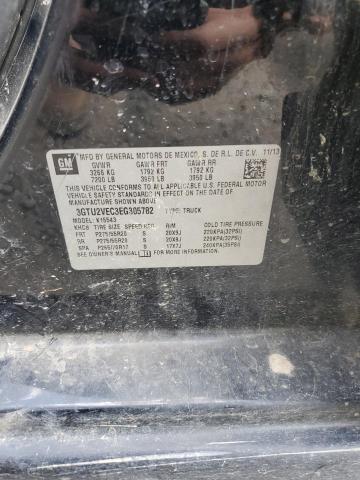 GM
MFD BY GENERAL MOTORS DE MEXICO, S. DE R.L. DE C.V. 11/13
GVWR GAWR FRT GAWR RR
3266 KG 1792 KG 1792 KG
7200 LB 3950 LB 3950 LB
THIS VEHICLE CONFORMS TO ALL APPLICABLE U.S. FEDERAL MOTOR
VEHICLE SAFETY STANDARDS IN EFFECT ON THE DATE OF
MANUFACTURE SHOWN ABOVE.
3GTU2VEC3EG305782 TYPE: TRUCK
MODEL: K15543
TIRE SIZE SPEED RTG RIM COLD TIRE PRESSURE
FRT P275/55R20 S 20X9J 220KPA(32PSI)
RR P275/55R20 S 20X9J 220KPA(32PSI)
SPA P265/70R17 S 17X7J 240KPA(35PSI)
SEE OWNER'S MANUAL FOR MORE INFORMATION.